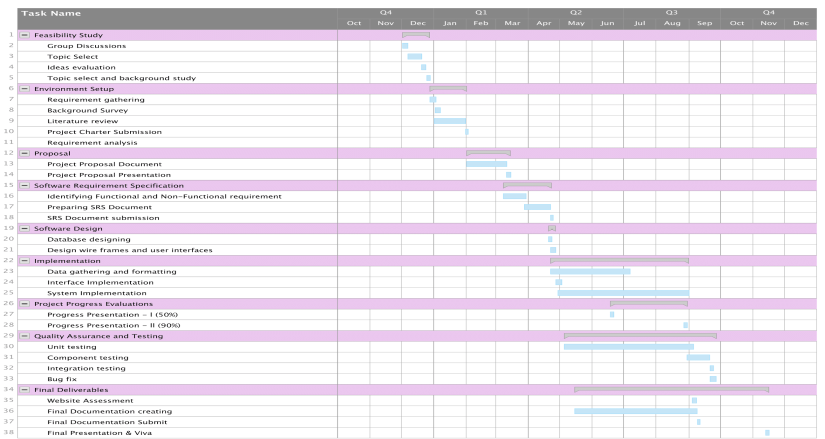 Task Name Q4 Q1 Q2 Q3 Q4
Oct Nov Dec Jan Feb Mar Apr May Jun Jul Aug Sep Oct Nov Dec
1 Feasibility Study
2 Group Discussions
3 Topic Select
4 Ideas evaluation
5 Topic select and background study
6 Environment Setup
7 Requirement gathering
8 Background Survey
9 Literature review
10 Project Charter Submission
11 Requirement analysis
12 Proposal
13 Project Proposal Document
14 Project Proposal Presentation
15 Software Requirement Specification
16 Identifying Functional and Non-Functional requirement
17 Preparing SRS Document
18 SRS Document submission
19 Software Design
20 Database designing
21 Design wire frames and user interfaces
22 Implementation
23 Data gathering and formatting
24 Interface Implementation
25 System Implementation
26 Project Progress Evaluations
27 Progress Presentation - I (50%)
28 Progress Presentation - II (90%)
29 Quality Assurance and Testing
30 Unit testing
31 Component testing
32 Integration testing
33 Bug fix
34 Final Deliverables
35 Website Assessment
36 Final Documentation creating
37 Final Documentation Submit
38 Final Presentation & Viva